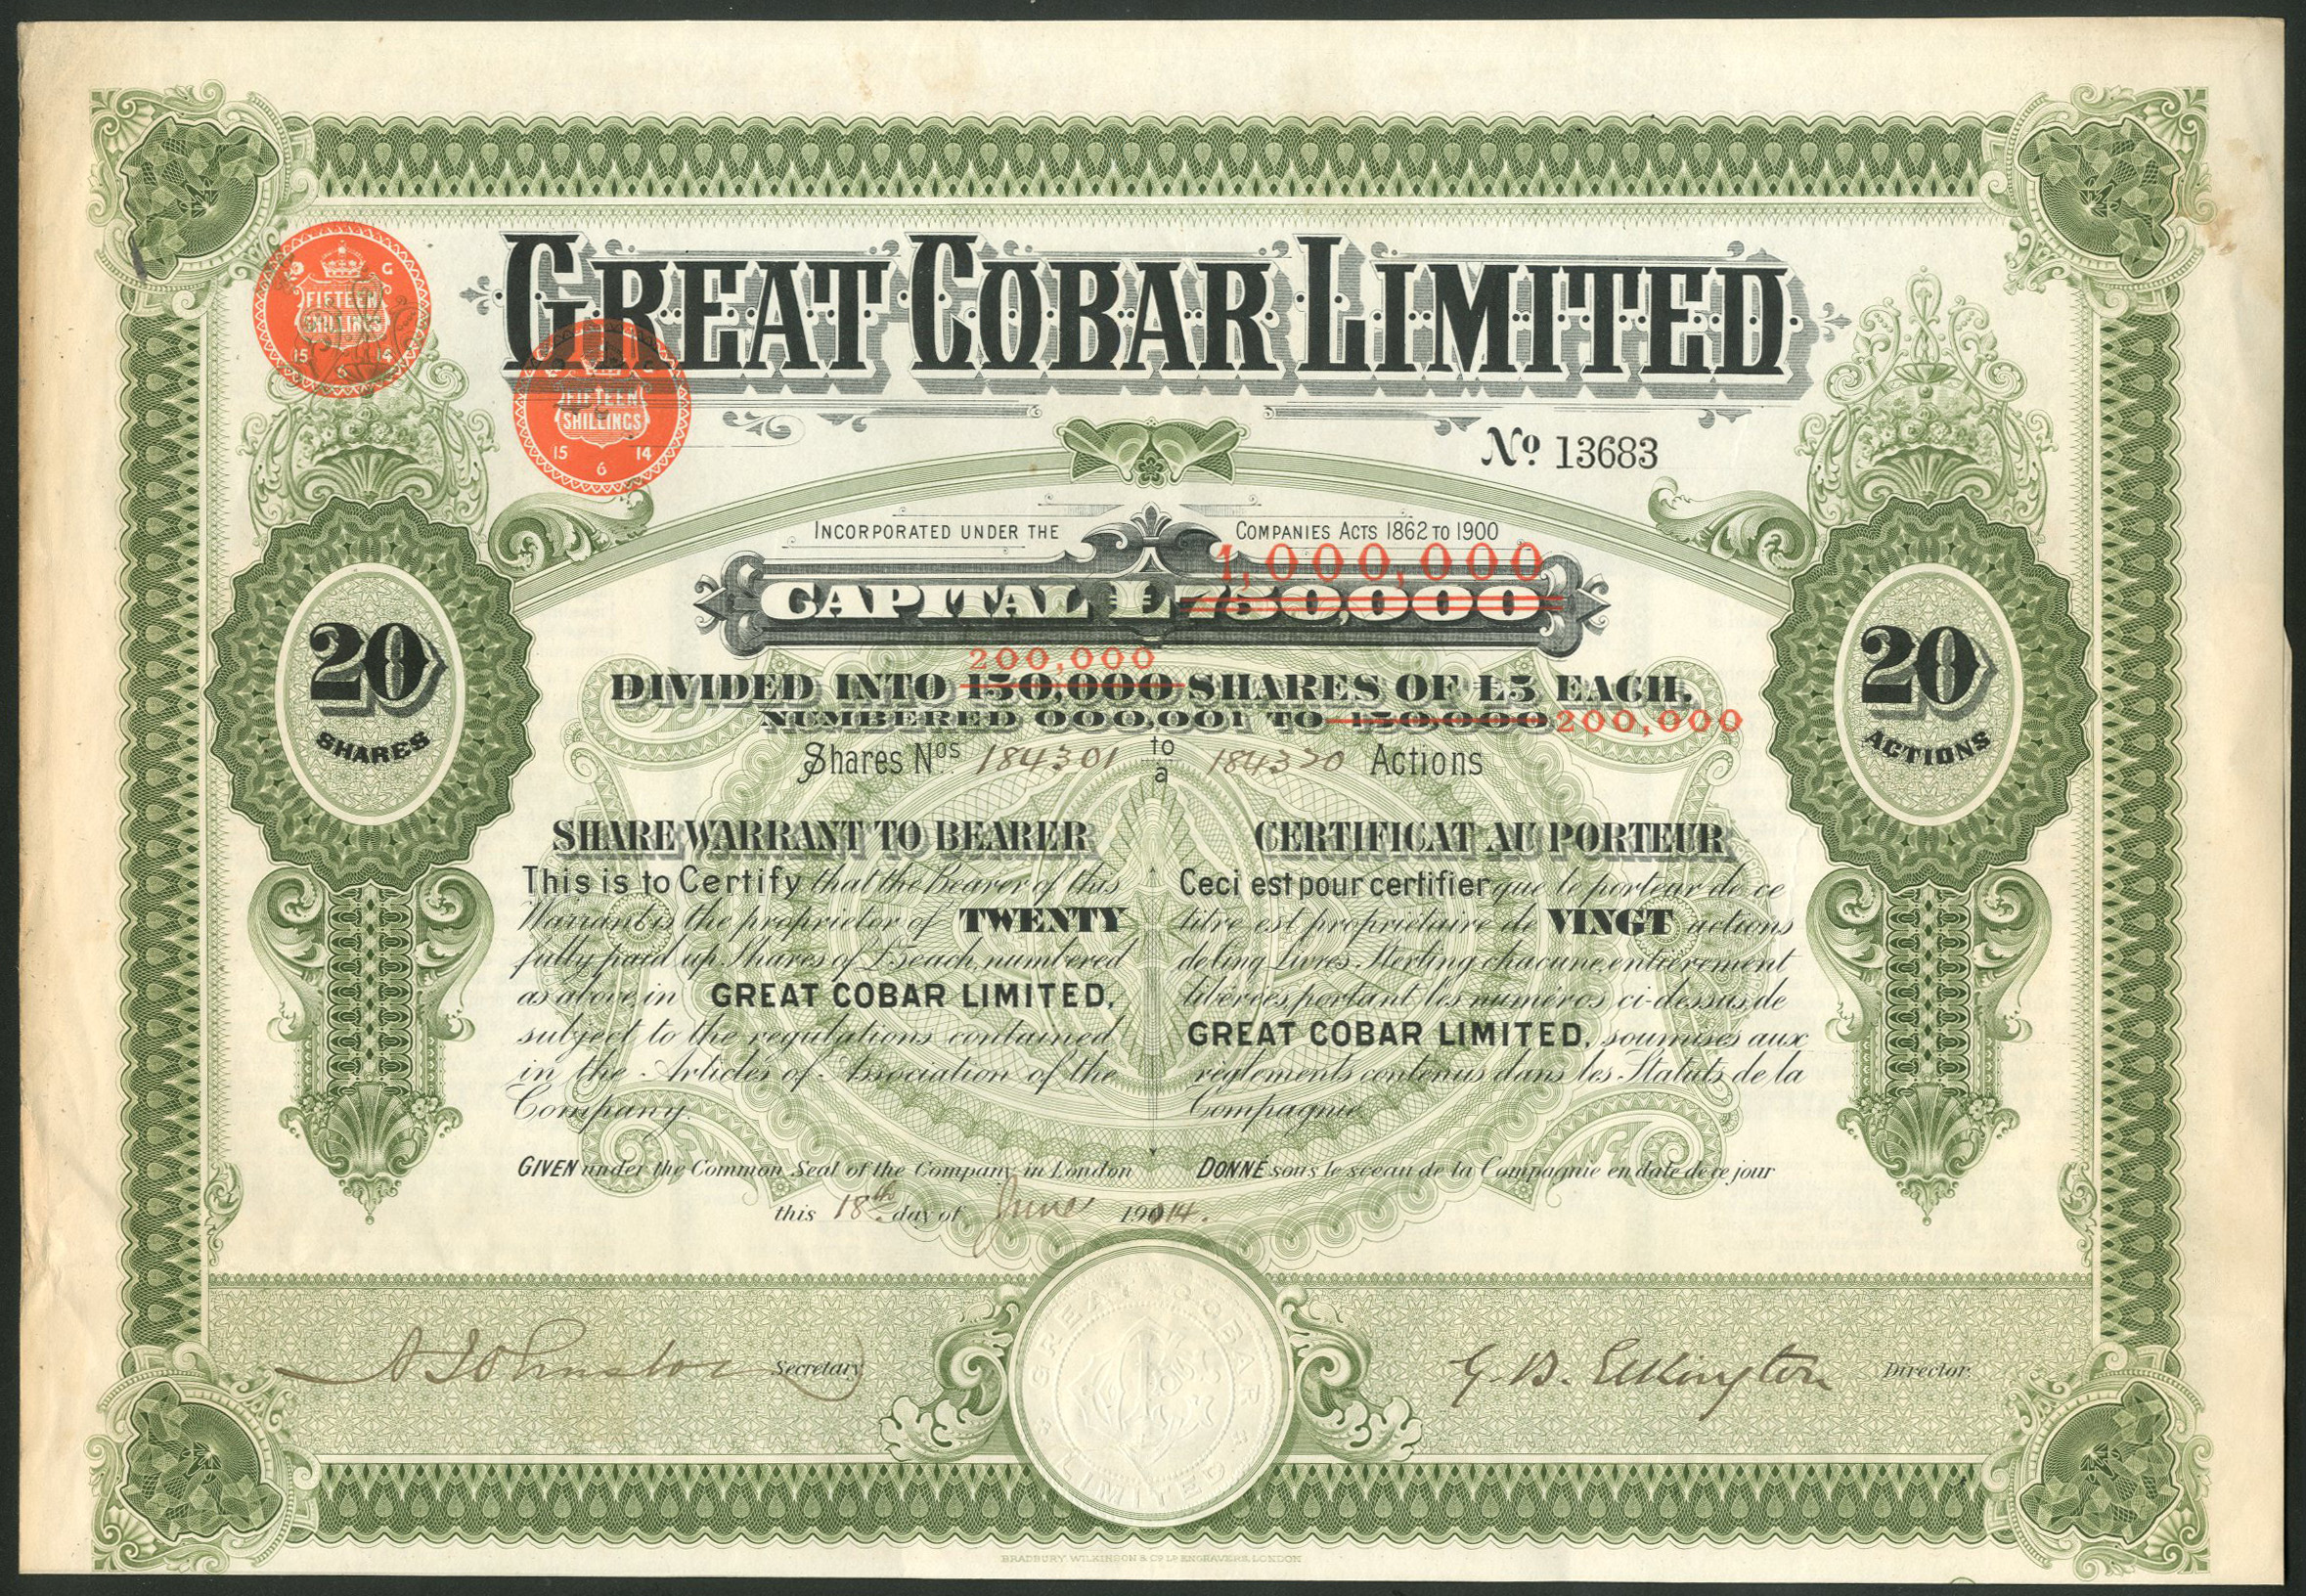 GREAT COBAR LIMITED
G
FIFTEEN
SHILLINGS
15 14
6
FIFTEEN
SHILLINGS
15 14
6
No 13683
INCORPORATED UNDER THE COMPANIES ACTS 1862 TO 1900
1,000,000
CAPITAL £ 750,000
200,000
DIVIDED INTO 150,000 SHARES OF £5 EACH,
NUMBERED 000,001 TO 150,000 200,000
Shares Nos. 184301 to 184320 Actions
a
20
SHARES
20
ACTIONS
SHARE WARRANT TO BEARER
This is to Certify that the Bearer of this
Warrant is the proprietor of TWENTY
fully paid up Shares of £5 each, numbered
as above, in GREAT COBAR LIMITED,
subject to the regulations contained
in the Articles of Association of the
Company.
CERTIFICAT AU PORTEUR
Ceci est pour certifier que le porteur de ce
titre est propriétaire de VINGT actions
de Cinq Livres Sterling chacune, entièrement
libérées, portant les numéros ci-dessus, de
GREAT COBAR LIMITED, soumises aux
règlements contenus dans les Statuts de la
Compagnie.
GIVEN under the Common Seal of the Company in London
DONNÉ sous le sceau de la Compagnie en date de ce jour
this 18th day of June 1914.
A J Johnston Secretary
GREAT COBAR
LIMITED
G. B. Elkington Director
BRADBURY, WILKINSON & Co Ld ENGRAVERS, LONDON